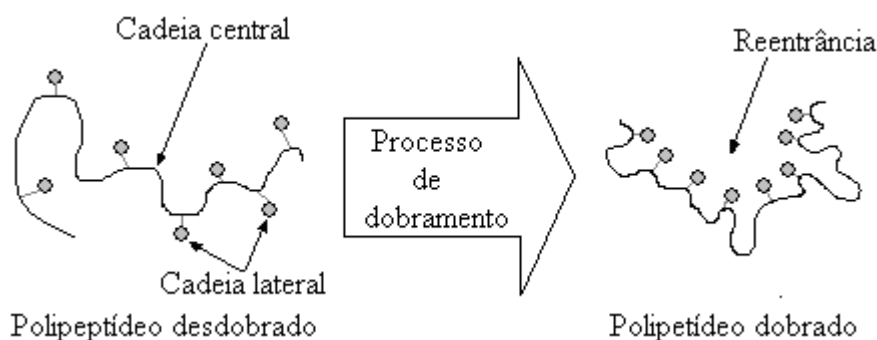 Cadeia central
Reentrância
Processo
de
dobramento
Cadeia lateral
Polipeptídeo desdobrado
Polipetídeo dobrado